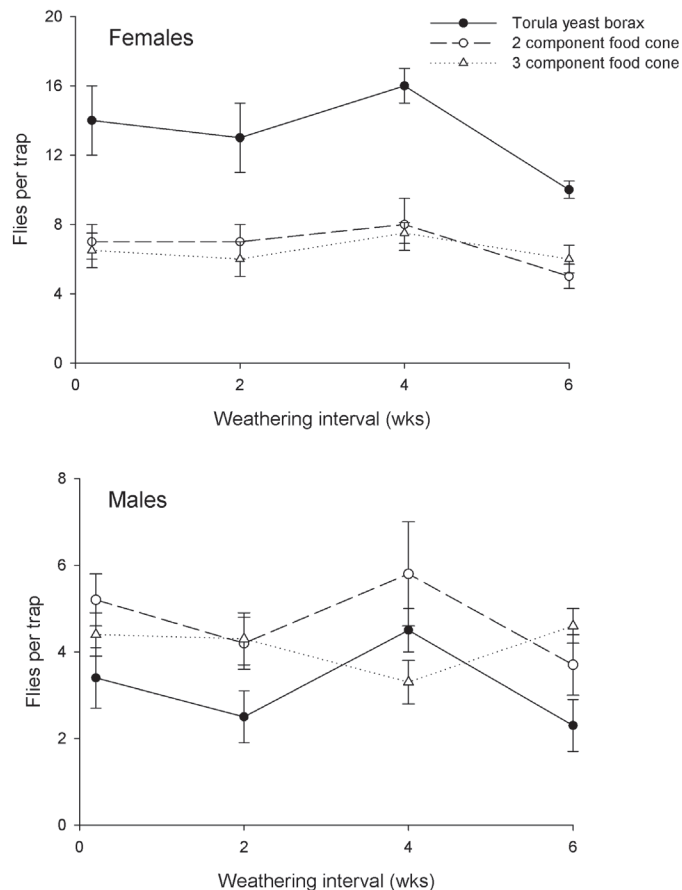 20
Females
Torula yeast borax
2 component food cone
3 component food cone
16
12
8
4
0
Flies per trap
0 2 4 6
Weathering interval (wks)
8
Males
6
4
2
0
Flies per trap
0 2 4 6
Weathering interval (wks)